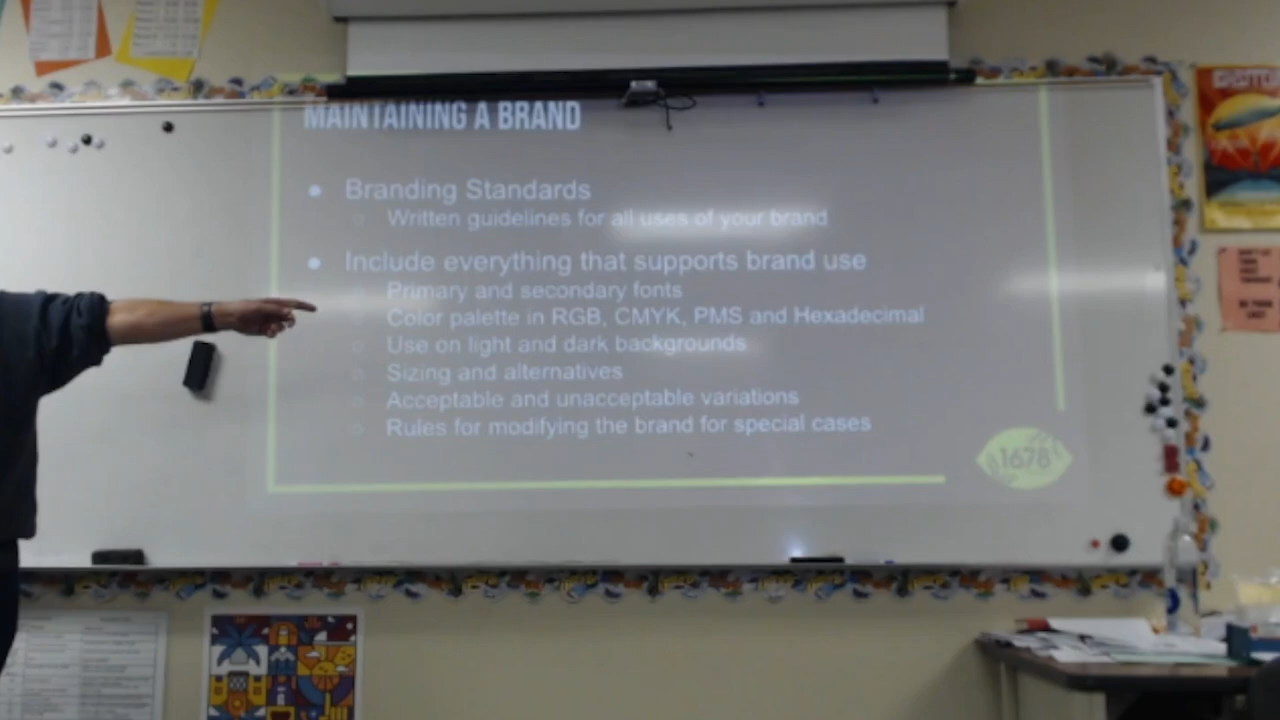 MAINTAINING A BRAND
Branding Standards
Written guidelines for all uses of your brand
Include everything that supports brand use
Primary and secondary fonts
Color palette in RGB, CMYK, PMS and Hexadecimal
Use on light and dark backgrounds
Sizing and alternatives
Acceptable and unacceptable variations
Rules for modifying the brand for special cases
1678